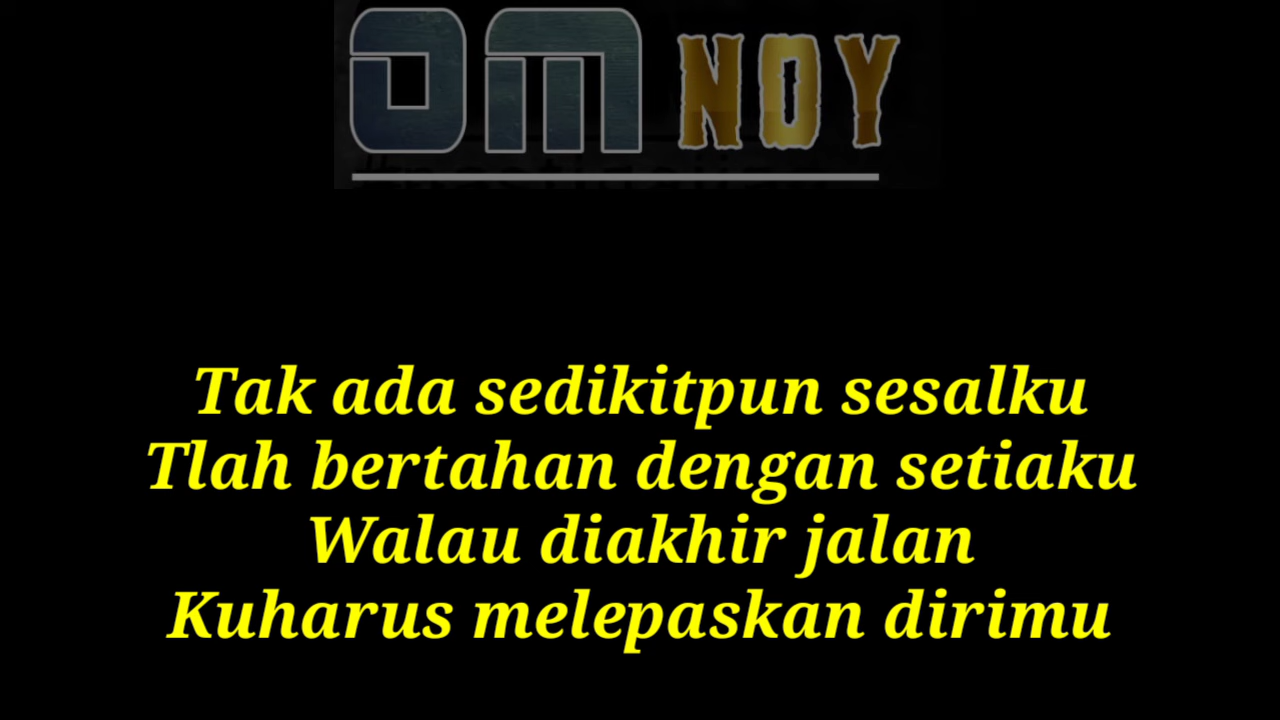 OM NOY
Tak ada sedikitpun sesalku
Tlah bertahan dengan setiaku
Walau diakhir jalan
Kuharus melepaskan dirimu